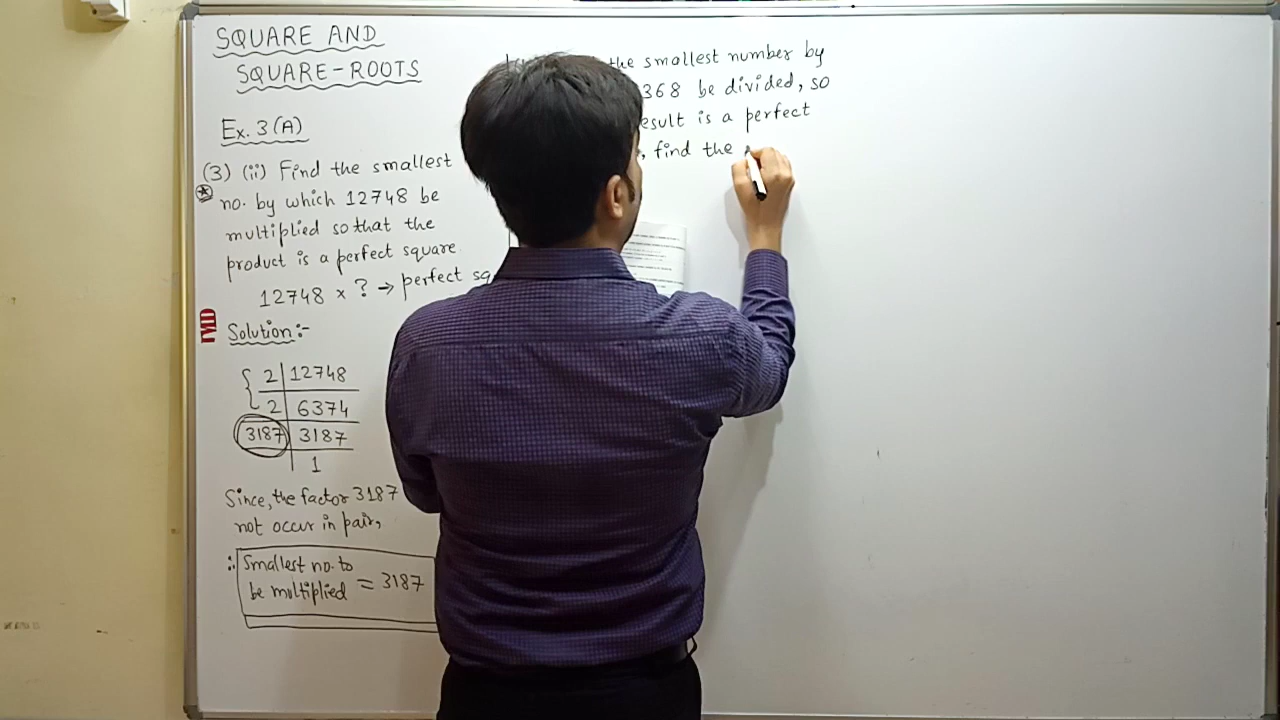 SQUARE AND
SQUARE-ROOTS
Ex. 3(A)
(3) (ii) Find the smallest
no. by which 12748 be
multiplied so that the
product is a perfect square
12748 × ? → perfect sq
Solution:-
2 | 12748
2 | 6374
3187 | 3187
1
Since, the factor 3187
not occur in pair,
∴ Smallest no. to
be multiplied = 3187
the smallest number by
368 be divided, so
esult is a perfect
, find the